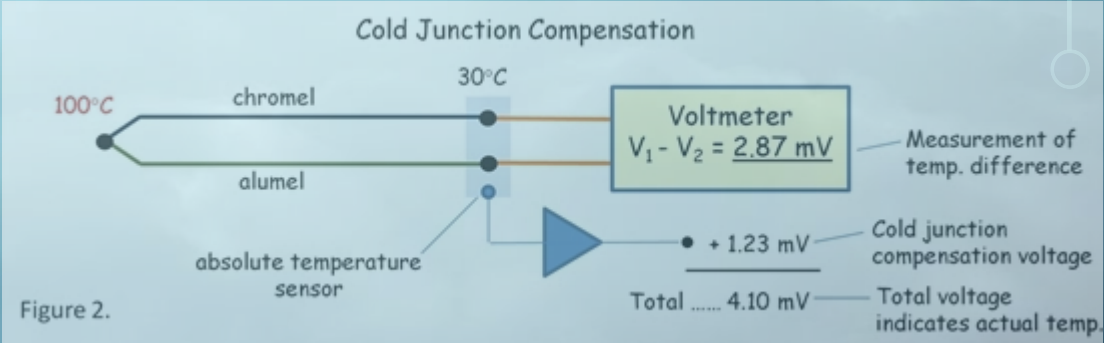 Cold Junction Compensation
30°C
100°C
chromel
alumel
Voltmeter
V₁ - V₂ = 2.87 mV
Measurement of
temp. difference
absolute temperature
sensor
+ 1.23 mV
Cold junction
compensation voltage
Total ...... 4.10 mV
Total voltage
indicates actual temp.
Figure 2.